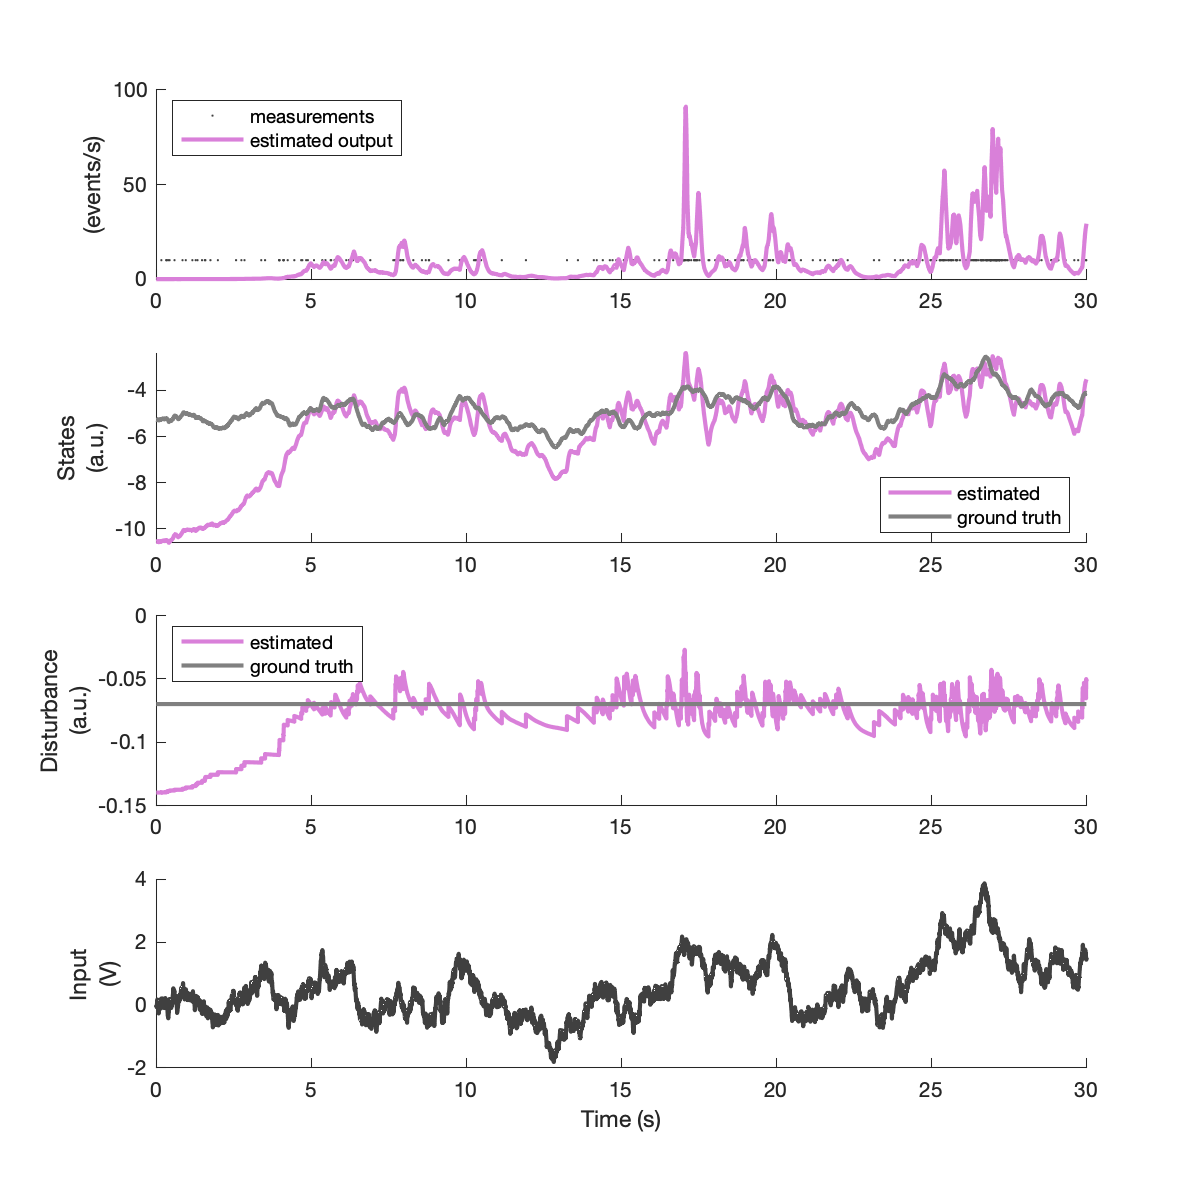 100
50
0
(events/s)
measurements
estimated output
0 5 10 15 20 25 30
-4
-6
-8
-10
States
(a.u.)
estimated
ground truth
0 5 10 15 20 25 30
0
-0.05
-0.1
-0.15
Disturbance
(a.u.)
estimated
ground truth
0 5 10 15 20 25 30
4
2
0
-2
Input
(V)
0 5 10 15 20 25 30
Time (s)